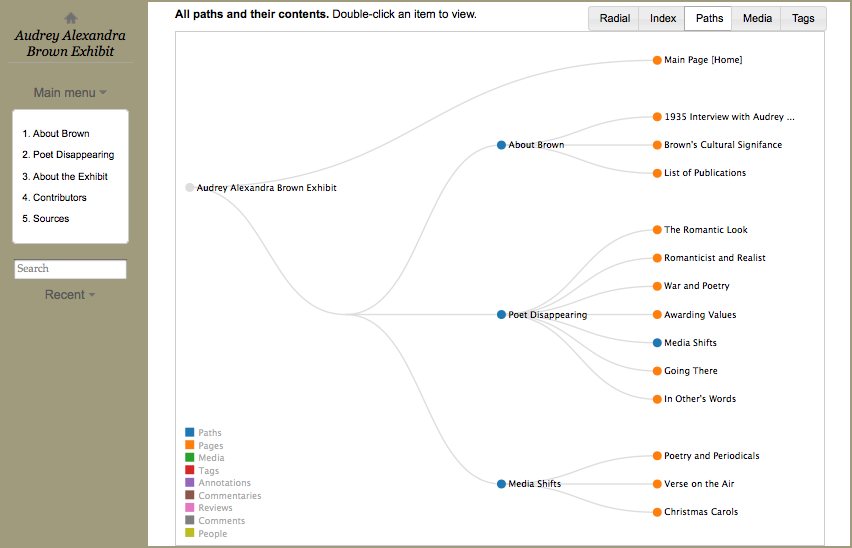 Audrey Alexandra
Brown Exhibit
Main menu
1. About Brown
2. Poet Disappearing
3. About the Exhibit
4. Contributors
5. Sources
Search
Recent
All paths and their contents. Double-click an item to view.
Radial Index Paths Media Tags
Main Page [Home]
1935 Interview with Audrey ...
About Brown
Brown's Cultural Signifance
List of Publications
Audrey Alexandra Brown Exhibit
The Romantic Look
Romanticist and Realist
War and Poetry
Poet Disappearing
Awarding Values
Media Shifts
Going There
In Other's Words
Poetry and Periodicals
Media Shifts
Verse on the Air
Christmas Carols
Paths
Pages
Media
Tags
Annotations
Commentaries
Reviews
Comments
People